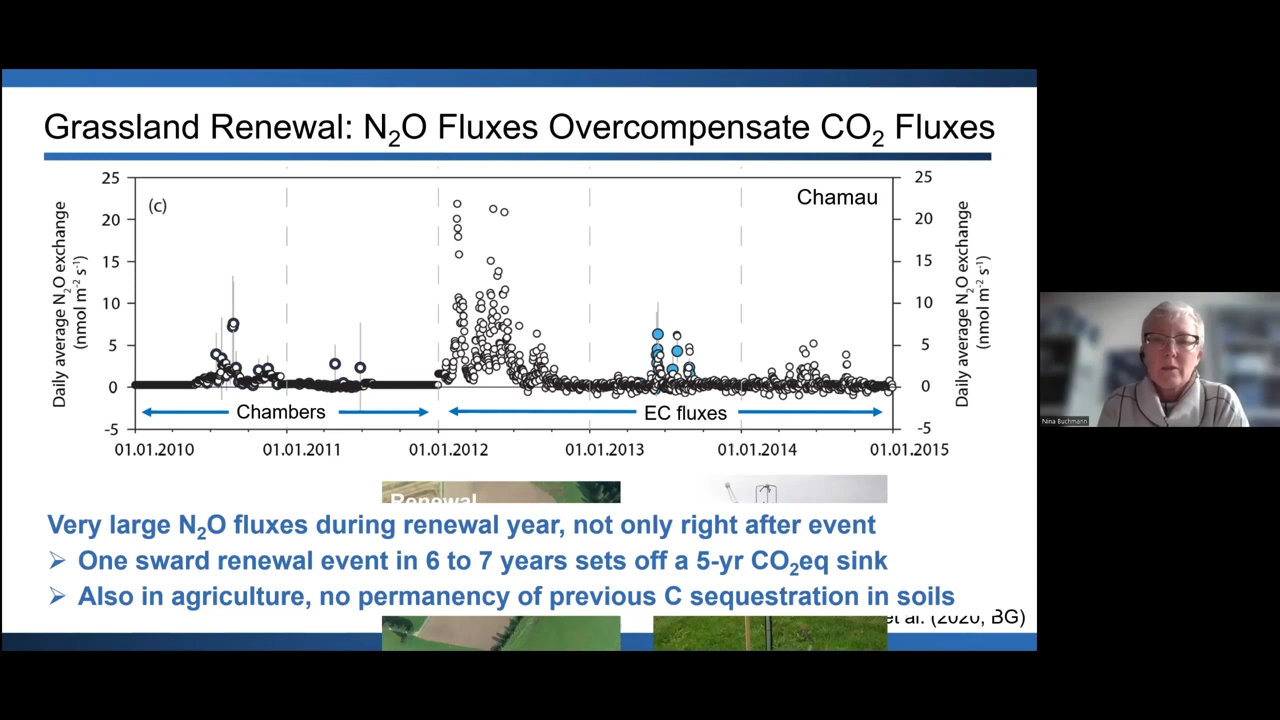 Grassland Renewal: N2O Fluxes Overcompensate CO2 Fluxes
Daily average N2O exchange
(nmol m-2 s-1)
25
20
15
10
5
0
-5
(c)
Chamau
Chambers
EC fluxes
25
20
15
10
5
0
-5
Daily average N2O exchange
(nmol m-2 s-1)
01.01.2010
01.01.2011
01.01.2012
01.01.2013
01.01.2014
01.01.2015
Renewal
Very large N2O fluxes during renewal year, not only right after event
➢ One sward renewal event in 6 to 7 years sets off a 5-yr CO2eq sink
➢ Also in agriculture, no permanency of previous C sequestration in soils
et al. (2020, BG)
Nina Buchmann